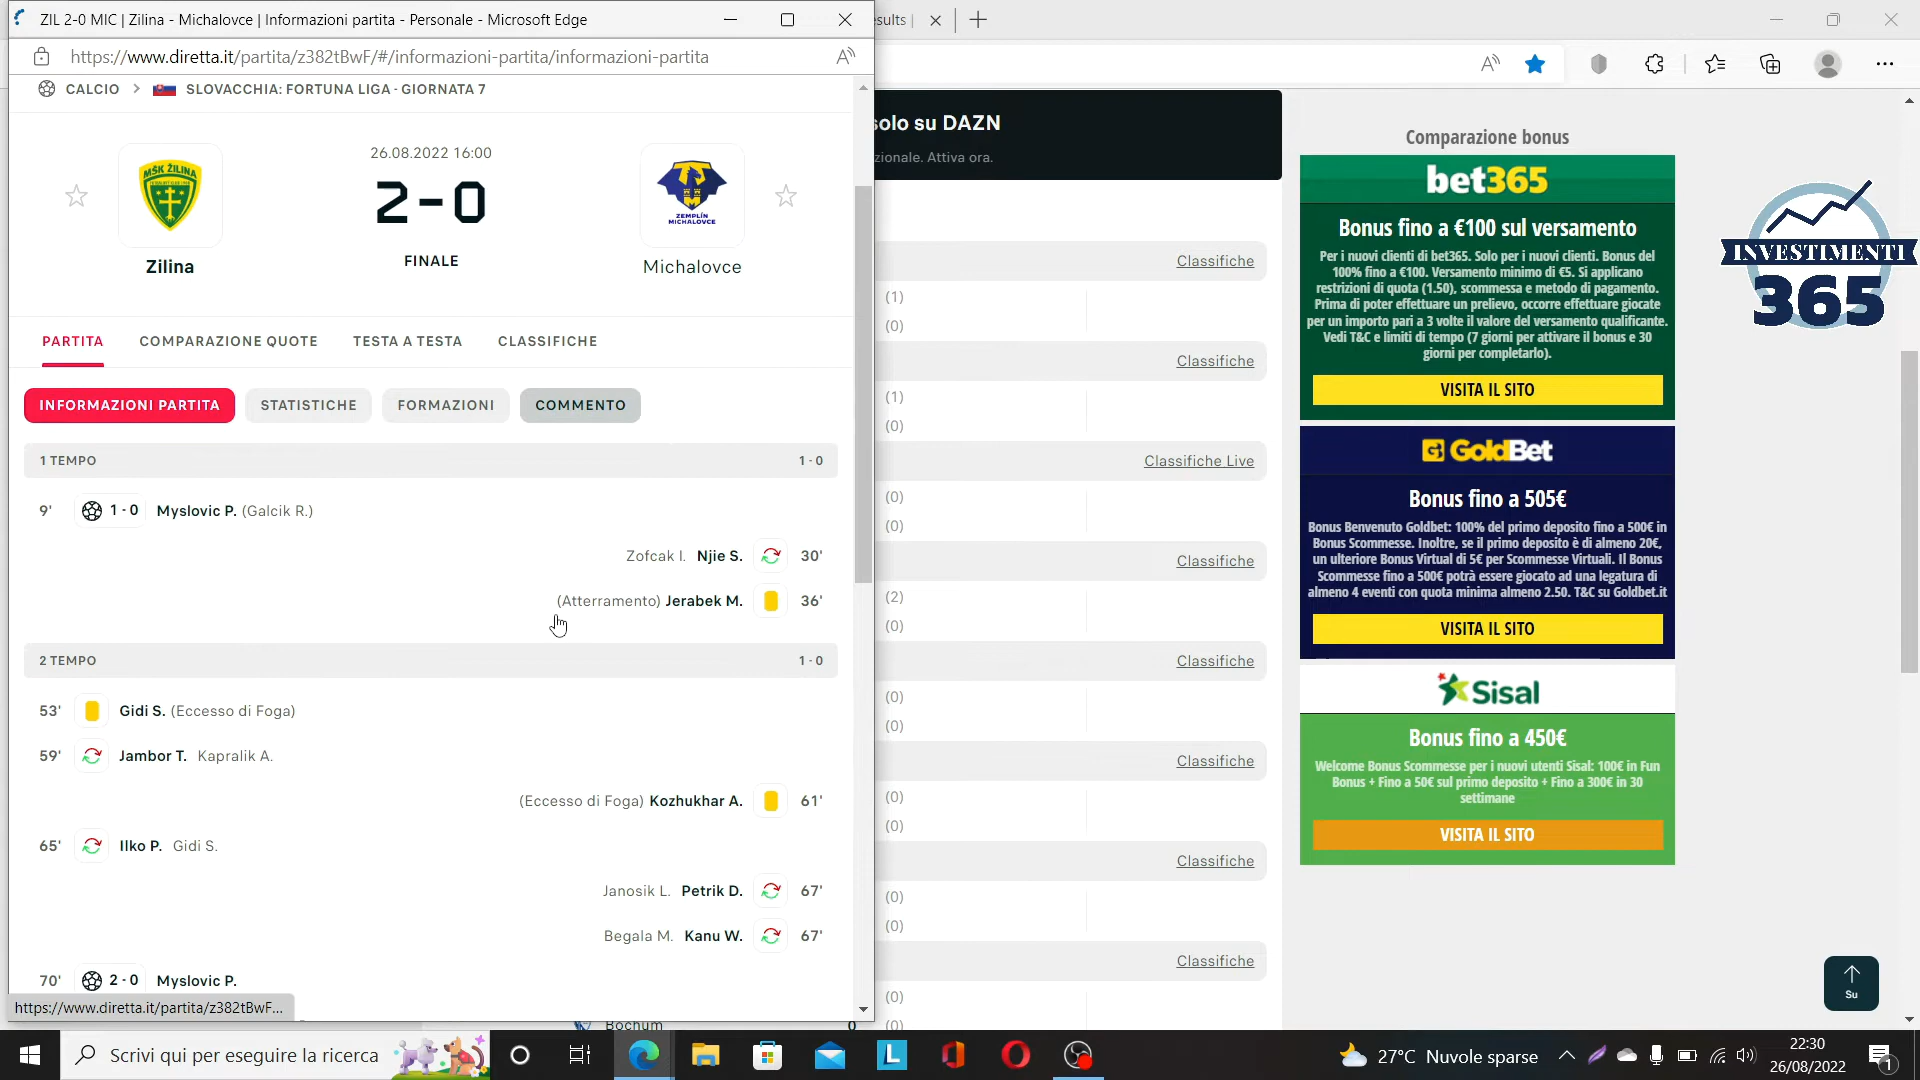 ZIL 2-0 MIC | Zilina - Michalovce | Informazioni partita - Personale - Microsoft Edge
sults |
https://www.diretta.it/partita/z382tBwF/#/informazioni-partita/informazioni-partita
CALCIO > SLOVACCHIA: FORTUNA LIGA - GIORNATA 7
MŠK ŽILINA
Zilina
26.08.2022 16:00
2-0
FINALE
ZEMPLÍN
MICHALOVCE
Michalovce
PARTITA
COMPARAZIONE QUOTE
TESTA A TESTA
CLASSIFICHE
INFORMAZIONI PARTITA
STATISTICHE
FORMAZIONI
COMMENTO
1 TEMPO 1 - 0
9' 1 - 0 Myslovic P. (Galcik R.)
Zofcak I. Njie S. 30'
(Atterramento) Jerabek M. 36'
2 TEMPO 1 - 0
53' Gidi S. (Eccesso di Foga)
59' Jambor T. Kapralik A.
(Eccesso di Foga) Kozhukhar A. 61'
65' Ilko P. Gidi S.
Janosik L. Petrik D. 67'
Begala M. Kanu W. 67'
70' 2 - 0 Myslovic P.
https://www.diretta.it/partita/z382tBwF...
solo su DAZN
zionale. Attiva ora.
Classifiche
(1)
(0)
Classifiche
(1)
(0)
Classifiche Live
(0)
(0)
Classifiche
(2)
(0)
Classifiche
(0)
(0)
Classifiche
(0)
(0)
Classifiche
(0)
(0)
Classifiche
(0)
Bochum 0 (0)
Comparazione bonus
bet365
Bonus fino a €100 sul versamento
Per i nuovi clienti di bet365. Solo per i nuovi clienti. Bonus del
100% fino a €100. Versamento minimo di €5. Si applicano
restrizioni di quota (1.50), scommessa e metodo di pagamento.
Prima di poter effettuare un prelievo, occorre effettuare giocate
per un importo pari a 3 volte il valore del versamento qualificante.
Vedi T&C e limiti di tempo (7 giorni per attivare il bonus e 30
giorni per completarlo).
VISITA IL SITO
G GoldBet
Bonus fino a 505€
Bonus Benvenuto Goldbet: 100% del primo deposito fino a 500€ in
Bonus Scommesse. Inoltre, se il primo deposito è di almeno 20€,
un ulteriore Bonus Virtual di 5€ per Scommesse Virtuali. Il Bonus
Scommesse fino a 500€ potrà essere giocato ad una legatura di
almeno 4 eventi con quota minima almeno 2.50. T&C su Goldbet.it
VISITA IL SITO
Sisal
Bonus fino a 450€
Welcome Bonus Scommesse per i nuovi utenti Sisal: 100€ in Fun
Bonus + Fino a 50€ sul primo deposito + Fino a 300€ in 30
settimane
VISITA IL SITO
INVESTIMENTI
365
Su
Scrivi qui per eseguire la ricerca
L
27°C Nuvole sparse
22:30
26/08/2022
1